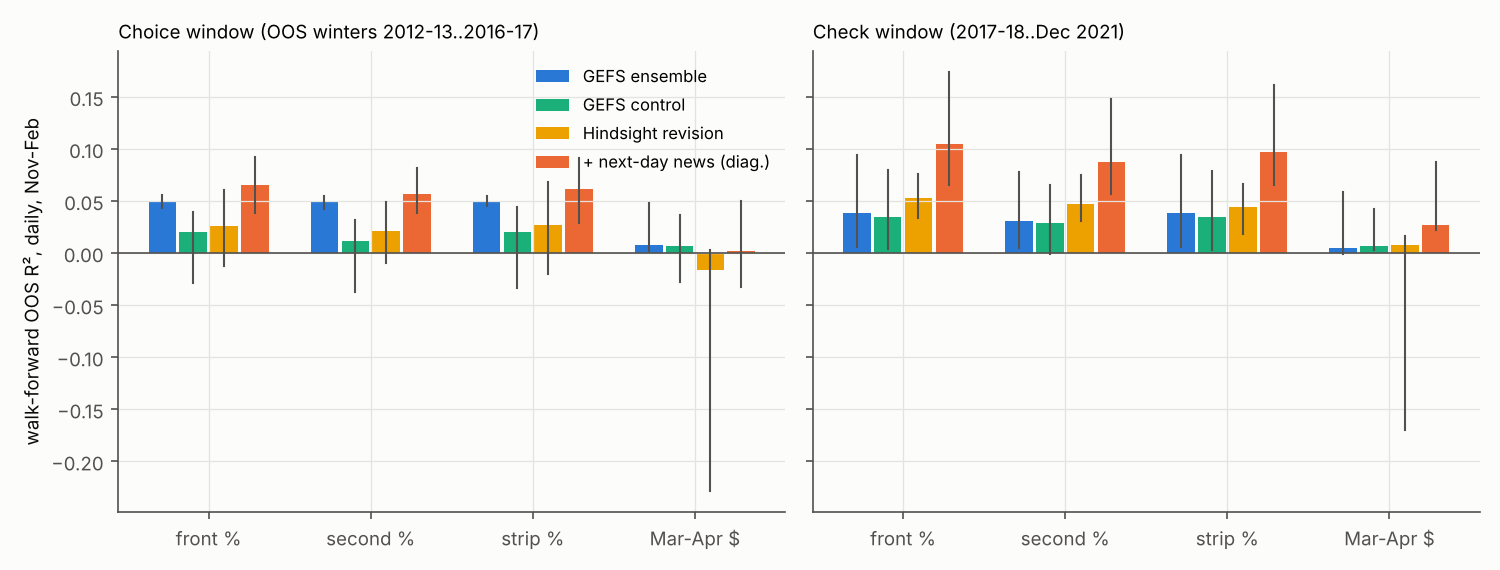 Choice window (OOS winters 2012-13..2016-17)
Check window (2017-18..Dec 2021)
GEFS ensemble
GEFS control
Hindsight revision
+ next-day news (diag.)
walk-forward OOS R², daily, Nov-Feb
0.15
0.10
0.05
0.00
−0.05
−0.10
−0.15
−0.20
front %
second %
strip %
Mar-Apr $
front %
second %
strip %
Mar-Apr $